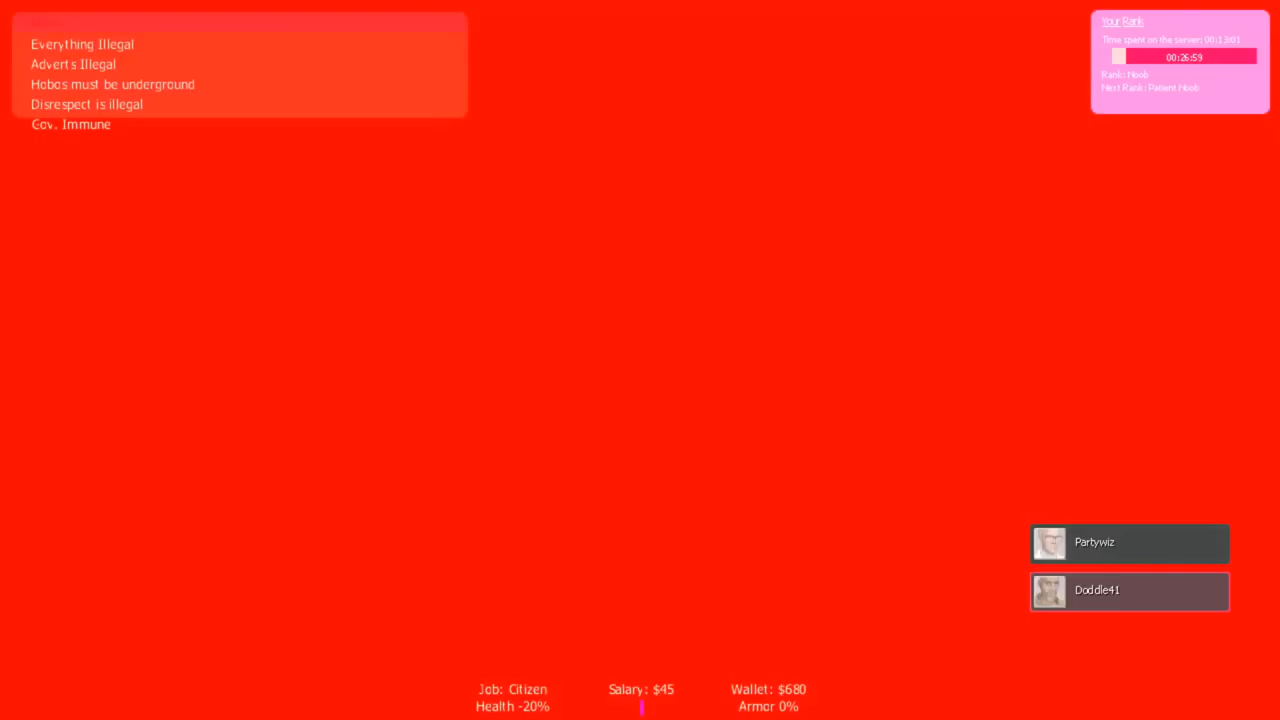 Everything Illegal
Adverts Illegal
Hobos must be underground
Disrespect is illegal
Gov. Immune
Your Rank
Time spent on the server: 00:13:01
00:26:59
Rank: Noob
Next Rank: Patient Noob
Partywiz
Doddle41
Job: Citizen Salary: $45 Wallet: $680
Health -20% Armor 0%